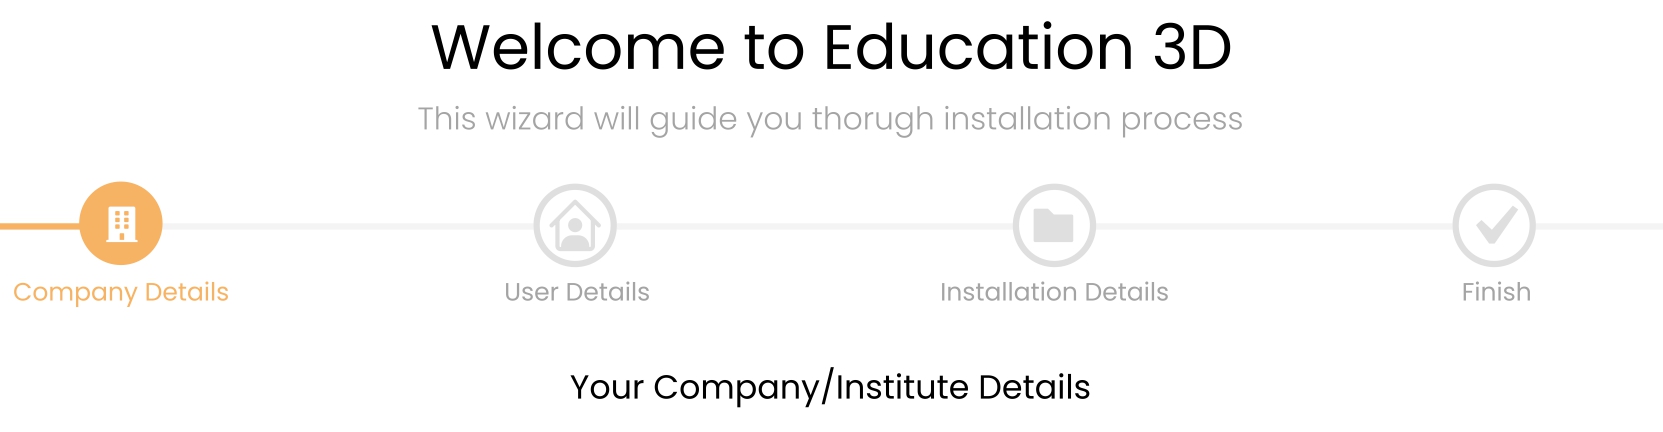 Welcome to Education 3D
This wizard will guide you thorugh installation process
Company Details
User Details
Installation Details
Finish
Your Company/Institute Details